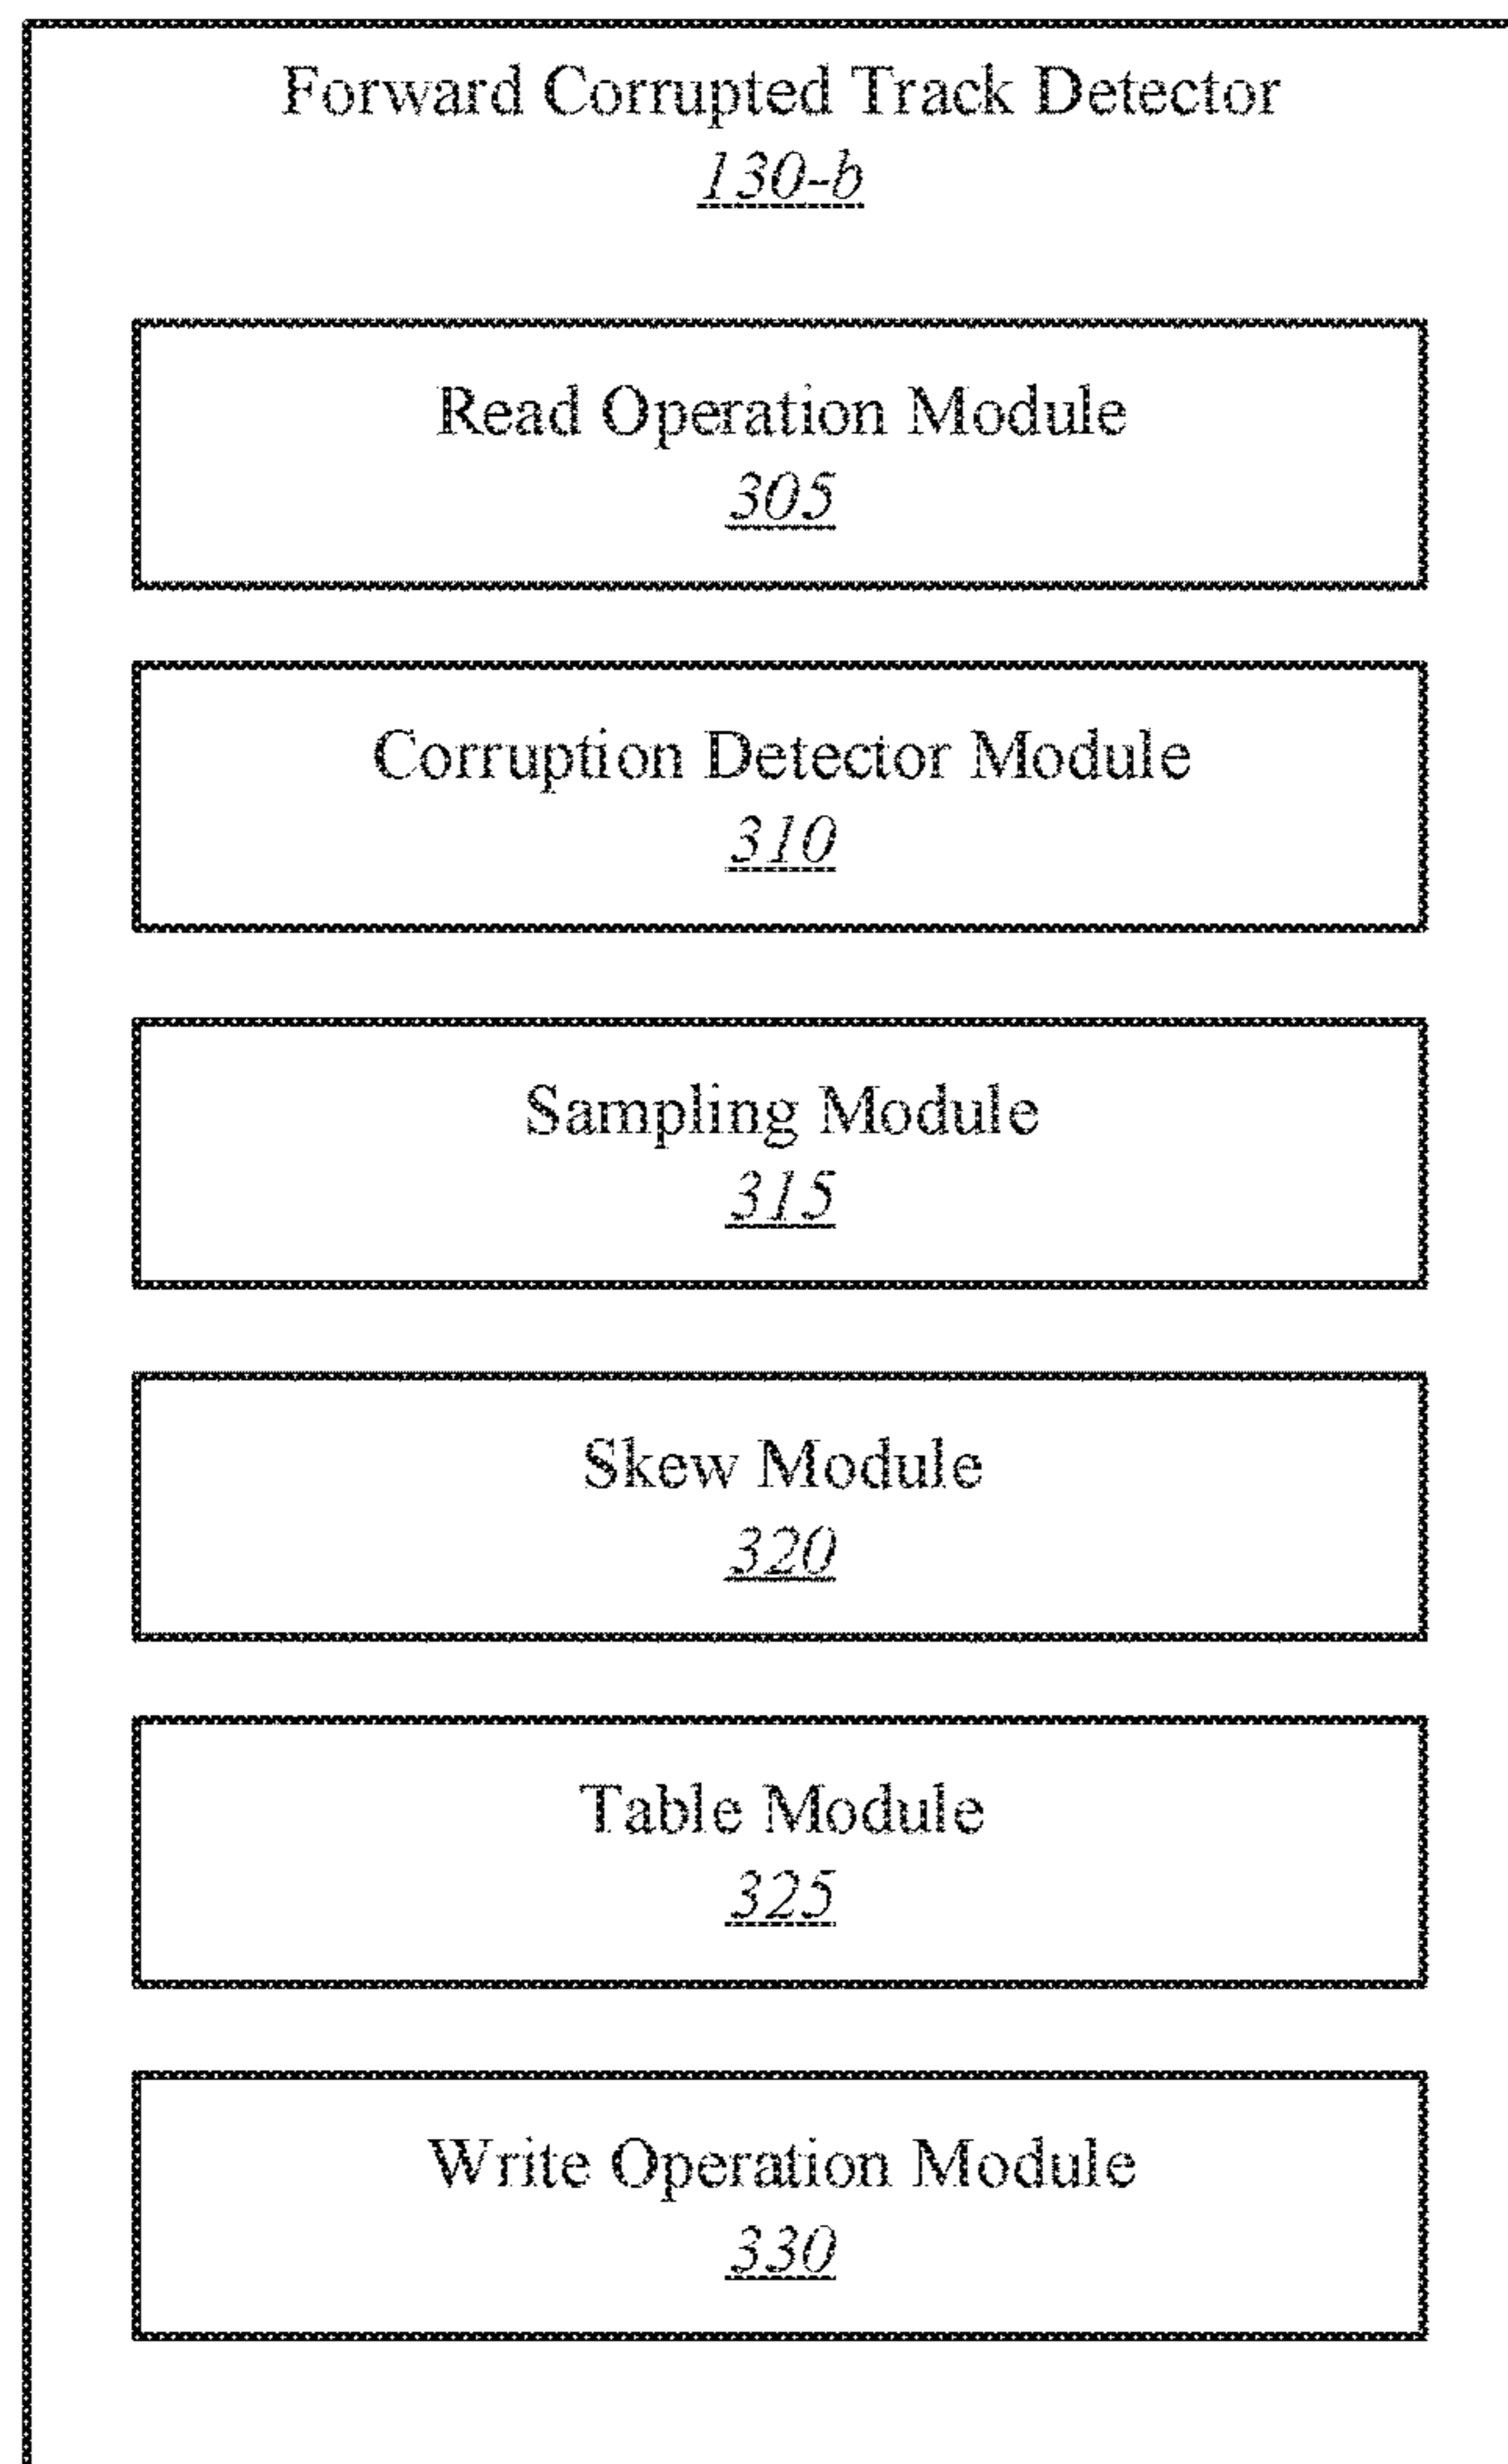 Forward Corrupted Track Detector
130-b
Read Operation Module
305
Corruption Detector Module
310
Sampling Module
315
Skew Module
320
Table Module
325
Write Operation Module
330